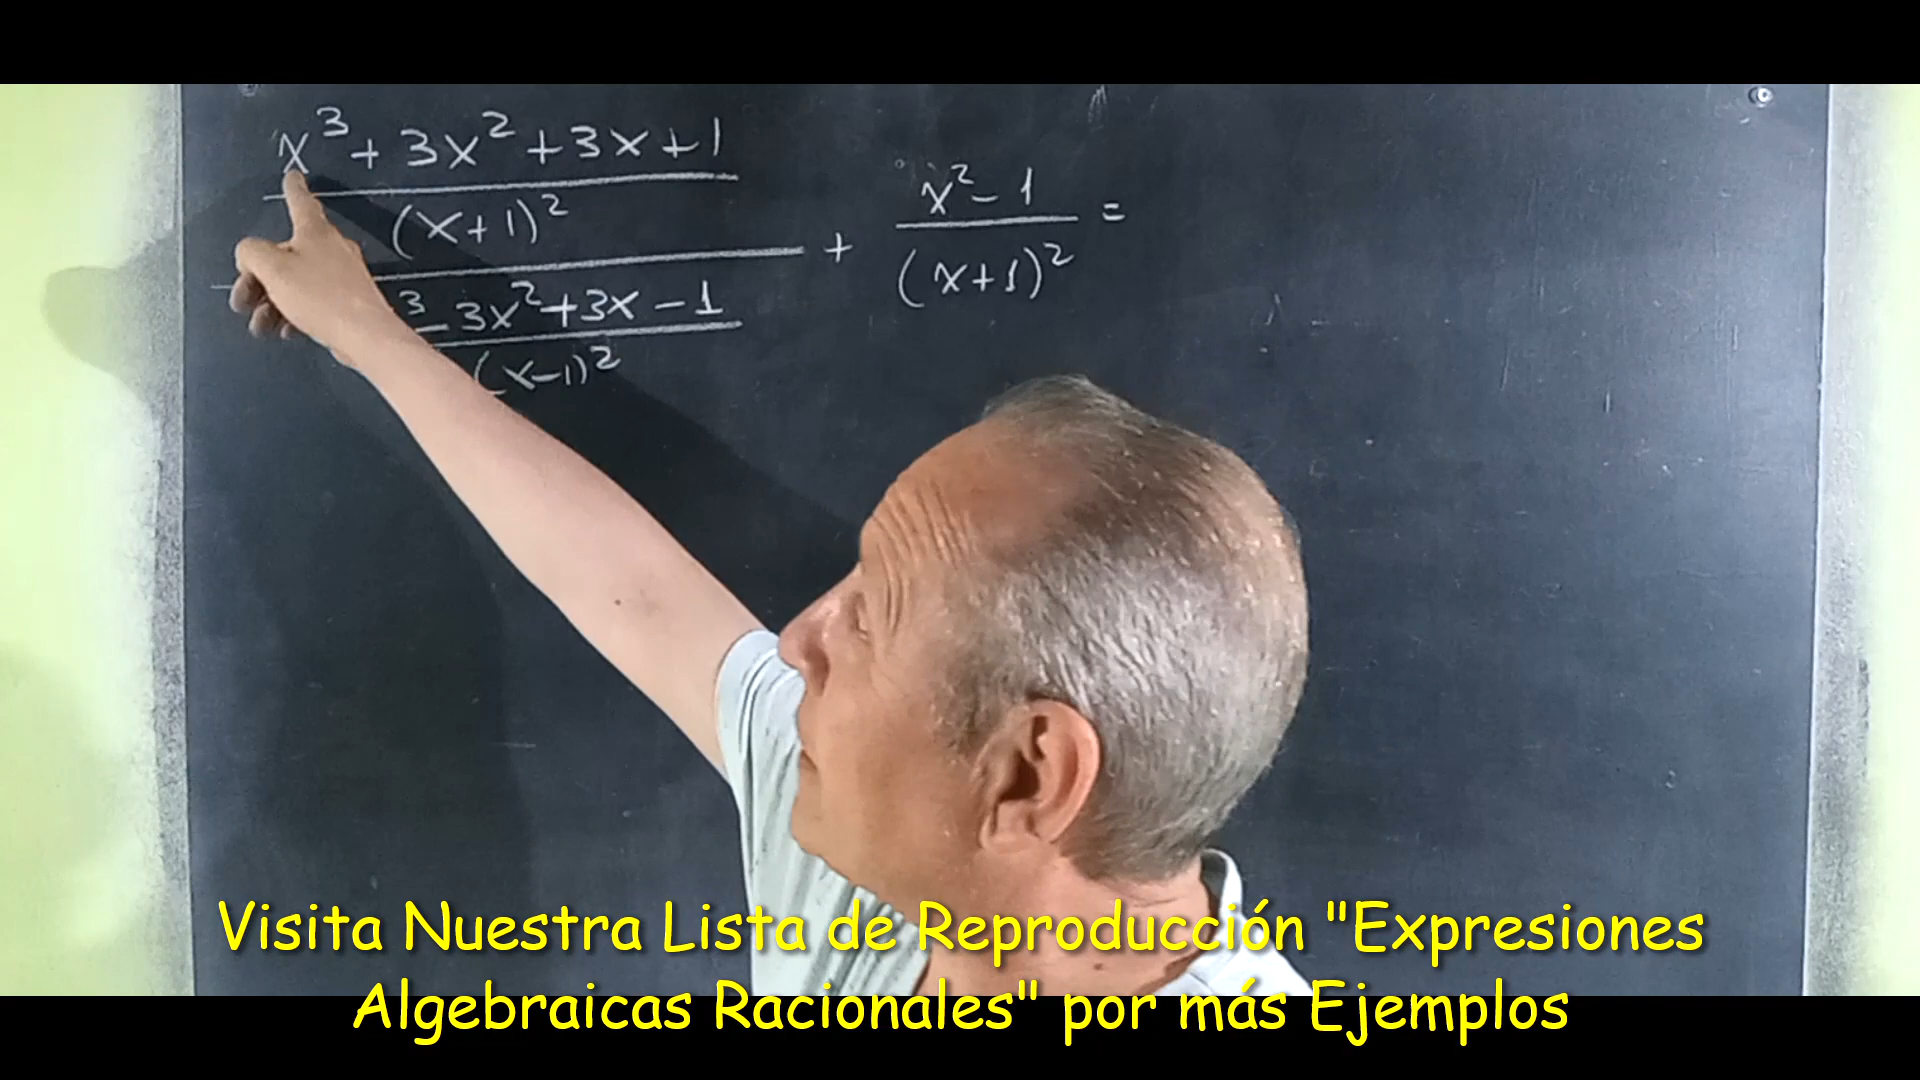 x³ + 3x² + 3x + 1
(x+1)²
³ - 3x² + 3x - 1
(x-1)²
+
x² - 1
(x+1)²
=
Visita Nuestra Lista de Reproducción "Expresiones
Algebraicas Racionales" por más Ejemplos